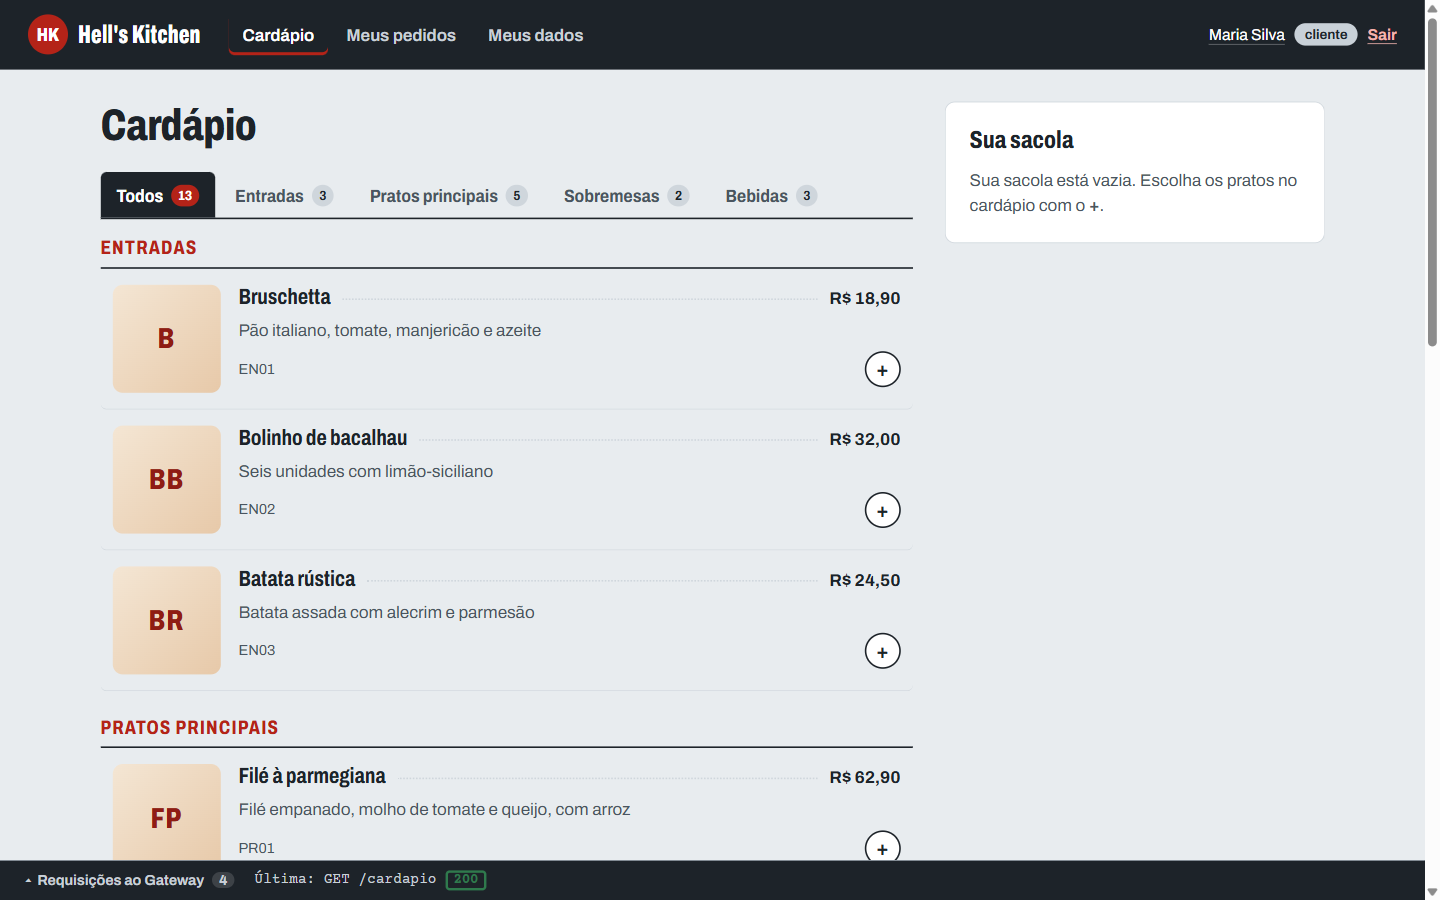 HK Hell's Kitchen Cardápio Meus pedidos Meus dados Maria Silva cliente Sair
Cardápio
Todos 13 Entradas 3 Pratos principais 5 Sobremesas 2 Bebidas 3
ENTRADAS
B
Bruschetta R$ 18,90
Pão italiano, tomate, manjericão e azeite
EN01 +
BB
Bolinho de bacalhau R$ 32,00
Seis unidades com limão-siciliano
EN02 +
BR
Batata rústica R$ 24,50
Batata assada com alecrim e parmesão
EN03 +
PRATOS PRINCIPAIS
FP
Filé à parmegiana R$ 62,90
Filé empanado, molho de tomate e queijo, com arroz
PR01 +
Sua sacola
Sua sacola está vazia. Escolha os pratos no
cardápio com o +.
Requisições ao Gateway 4 Última: GET /cardapio 200